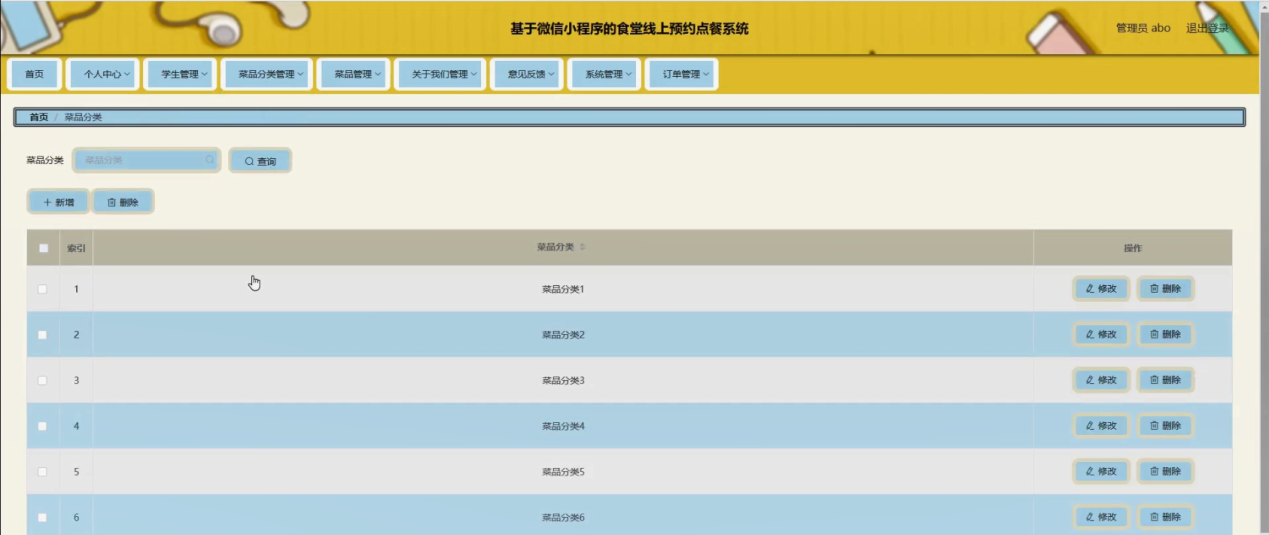 基于微信小程序的食堂线上预约点餐系统
管理员 abo 退出登录
首页 个人中心 学生管理 菜品分类管理 菜品管理 关于我们管理 意见反馈 系统管理 订单管理
首页 / 菜品分类
菜品分类 菜品分类 查询
新增 删除
索引 菜品分类 操作
1 菜品分类1 修改 删除
2 菜品分类2 修改 删除
3 菜品分类3 修改 删除
4 菜品分类4 修改 删除
5 菜品分类5 修改 删除
6 菜品分类6 修改 删除